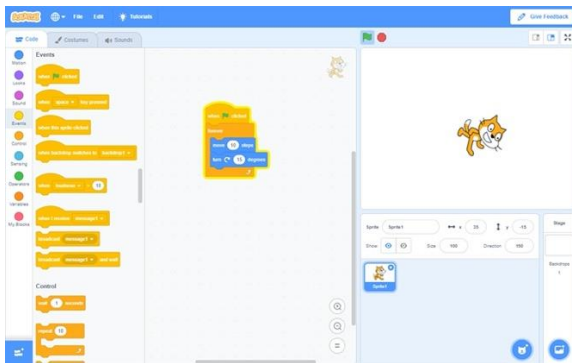 SCRATCH
File
Edit
Tutorials
Give Feedback
Code
Costumes
Sounds
Motion
Looks
Sound
Events
Control
Sensing
Operators
Variables
My Blocks
Events
when clicked
when space key pressed
when this sprite clicked
when backdrop switches to backdrop1
when loudness > 10
when I receive message1
broadcast message1
broadcast message1 and wait
Control
wait 1 seconds
repeat 10
when clicked
forever
move 10 steps
turn 15 degrees
Sprite
Sprite1
x
y
-15
Show
Size
100
Direction
Stage
Backdrops
1
Sprite1